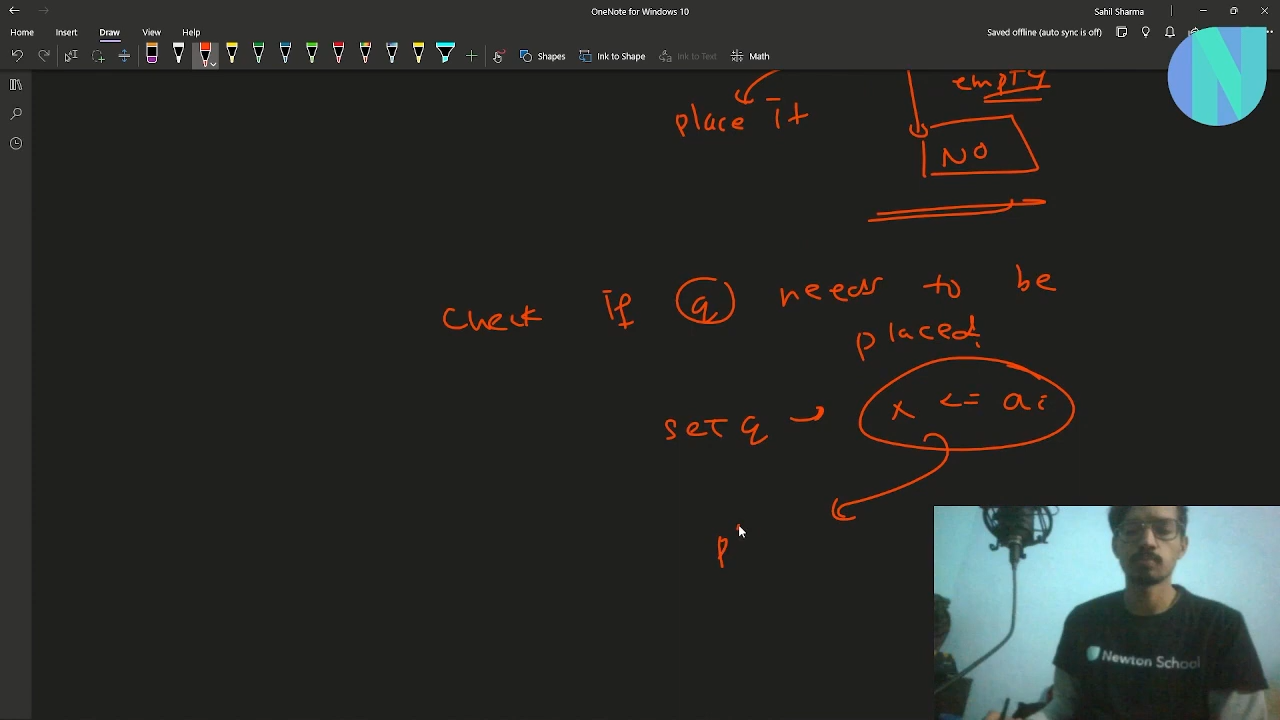 OneNote for Windows 10
Sahil Sharma
Home Insert Draw View Help
Saved offline (auto sync is off)
Shapes Ink to Shape Ink to Text Math
empty
place it
NO
check if q needs to be
placed.
set q → x <= ai
p
Newton School